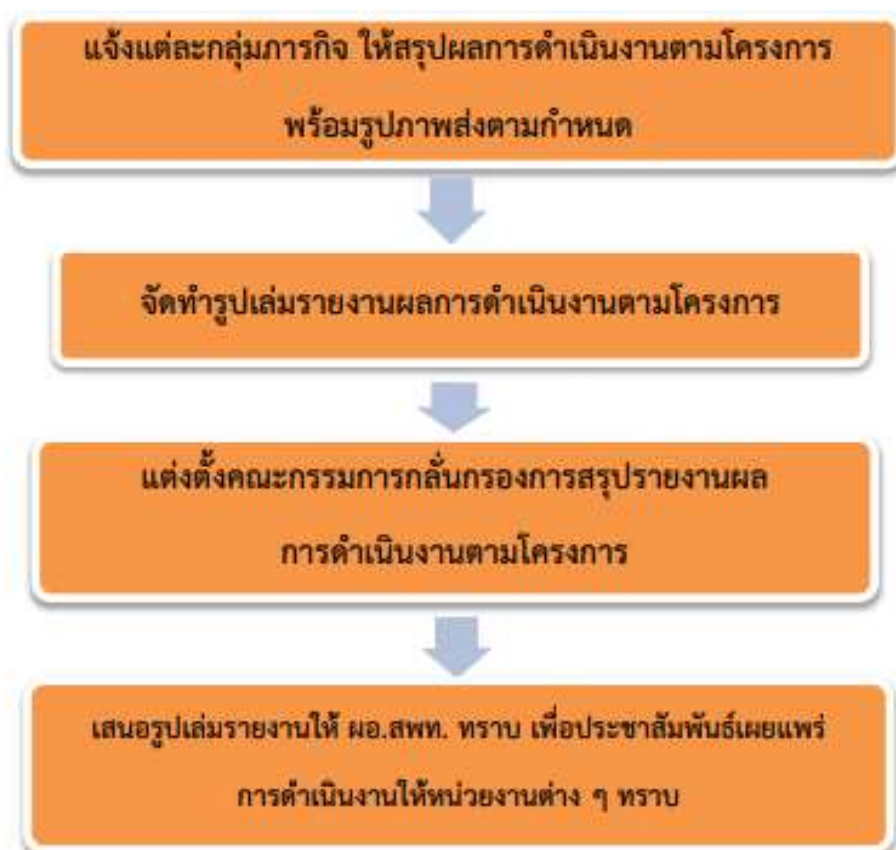 แจ้งแต่ละกลุ่มภารกิจ ให้สรุปผลการดำเนินงานตามโครงการ
พร้อมรูปภาพส่งตามกำหนด
จัดทำรูปเล่มรายงานผลการดำเนินงานตามโครงการ
แต่งตั้งคณะกรรมการกลั่นกรองการสรุปรายงานผล
การดำเนินงานตามโครงการ
เสนอรูปเล่มรายงานให้ ผอ.สพท. ทราบ เพื่อประชาสัมพันธ์เผยแพร่
การดำเนินงานให้หน่วยงานต่าง ๆ ทราบ